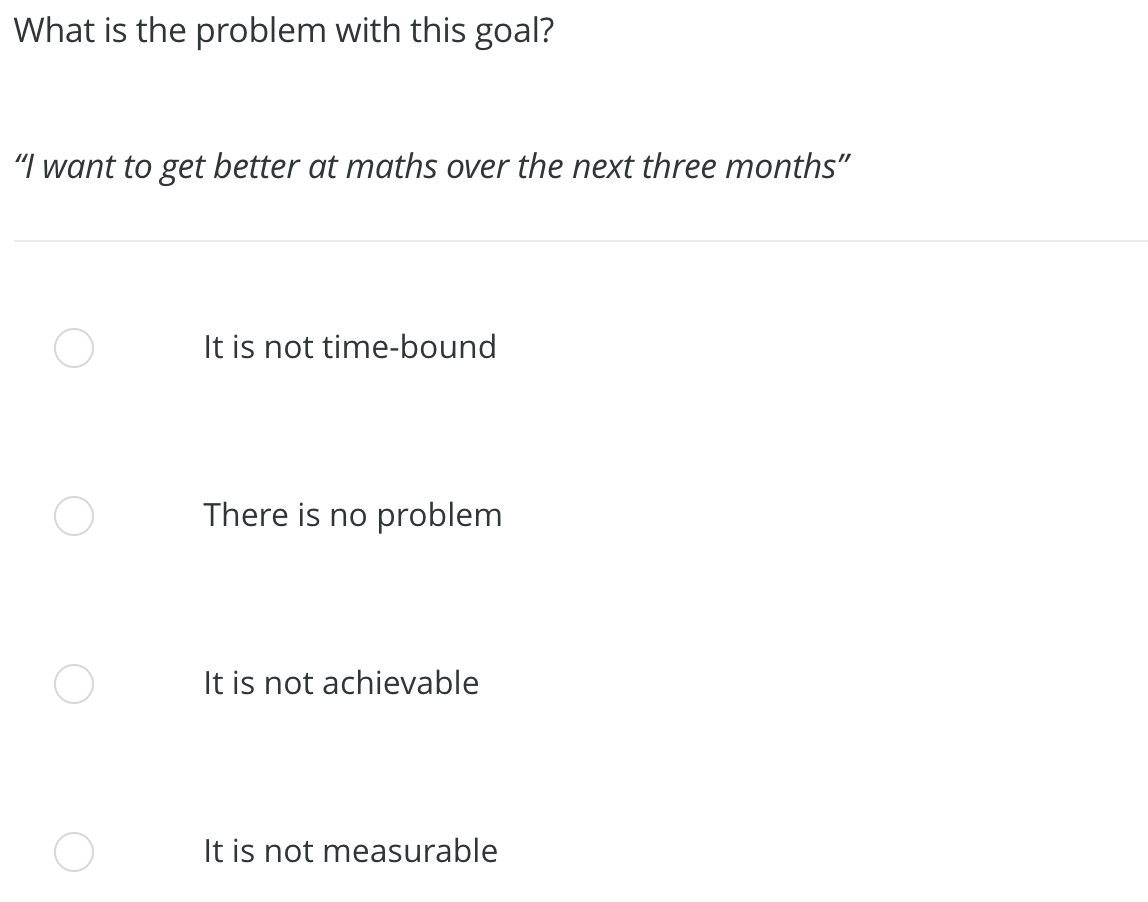 What is the problem with this goal?
“I want to get better at maths over the next three months”
It is not time-bound
There is no problem
It is not achievable
It is not measurable